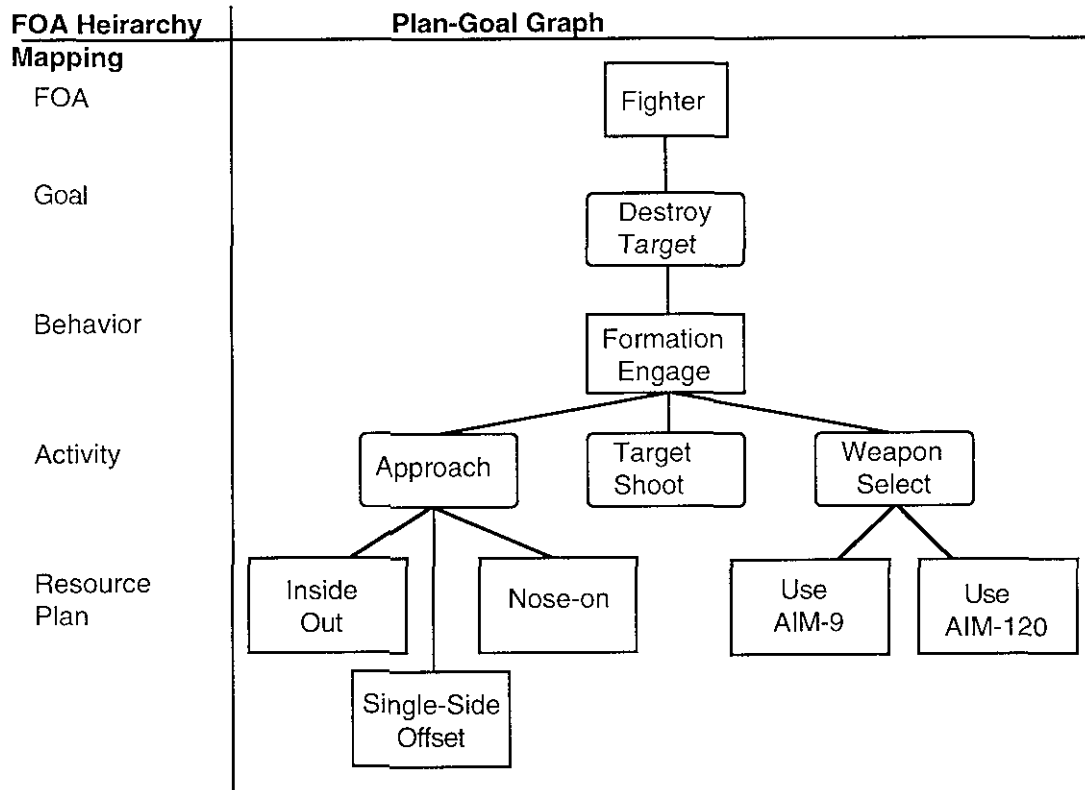 FOA Heirarchy
Mapping
Plan-Goal Graph
FOA
Fighter
Goal
Destroy
Target
Behavior
Formation
Engage
Activity
Approach
Target
Shoot
Weapon
Select
Resource
Plan
Inside
Out
Nose-on
Use
AIM-9
Use
AIM-120
Single-Side
Offset